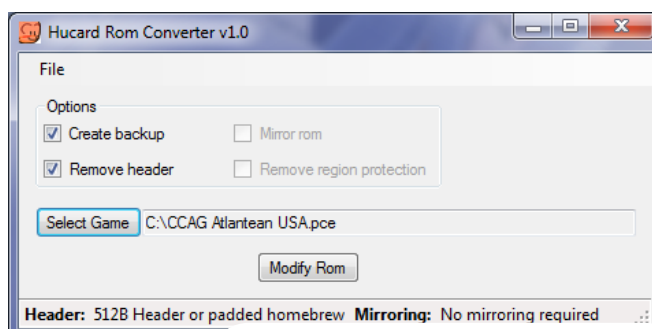 Hucard Rom Converter v1.0
File
Options
Create backup Mirror rom
Remove header Remove region protection
Select Game C:\CCAG Atlantean USA.pce
Modify Rom
Header: 512B Header or padded homebrew Mirroring: No mirroring required